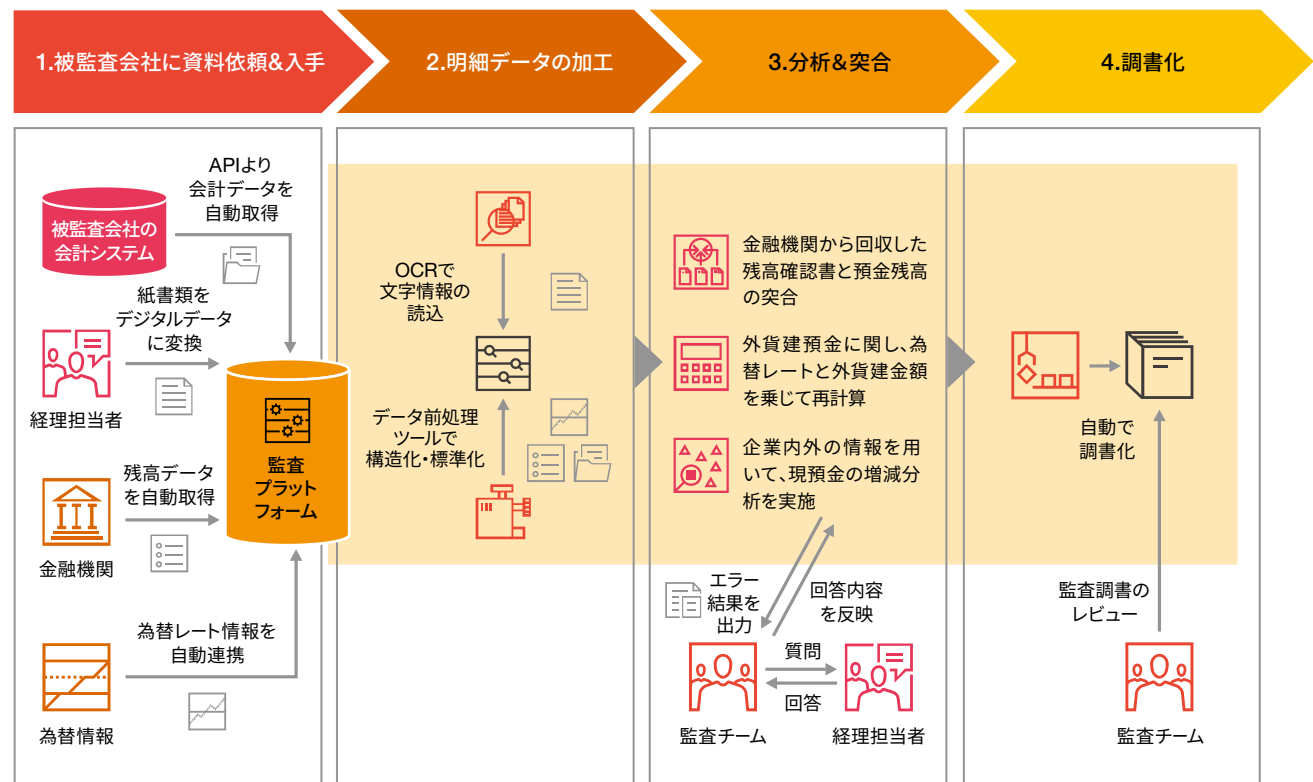 1.被監査会社に資料依頼&入手
2.明細データの加工
3.分析&突合
4.調書化
APIより
会計データを
自動取得
被監査会社の
会計システム
紙書類を
デジタルデータ
に変換
経理担当者
監査
プラット
フォーム
残高データ
を自動取得
金融機関
為替レート情報を
自動連携
為替情報
OCRで
文字情報の
読込
データ前処理
ツールで
構造化・標準化
金融機関から回収した
残高確認書と預金残高
の突合
外貨建預金に関し、為
替レートと外貨建金額
を乗じて再計算
企業内外の情報を用
いて、現預金の増減分
析を実施
エラー
結果を
出力
回答内容
を反映
質問
回答
監査チーム
経理担当者
自動で
調書化
監査調書の
レビュー
監査チーム